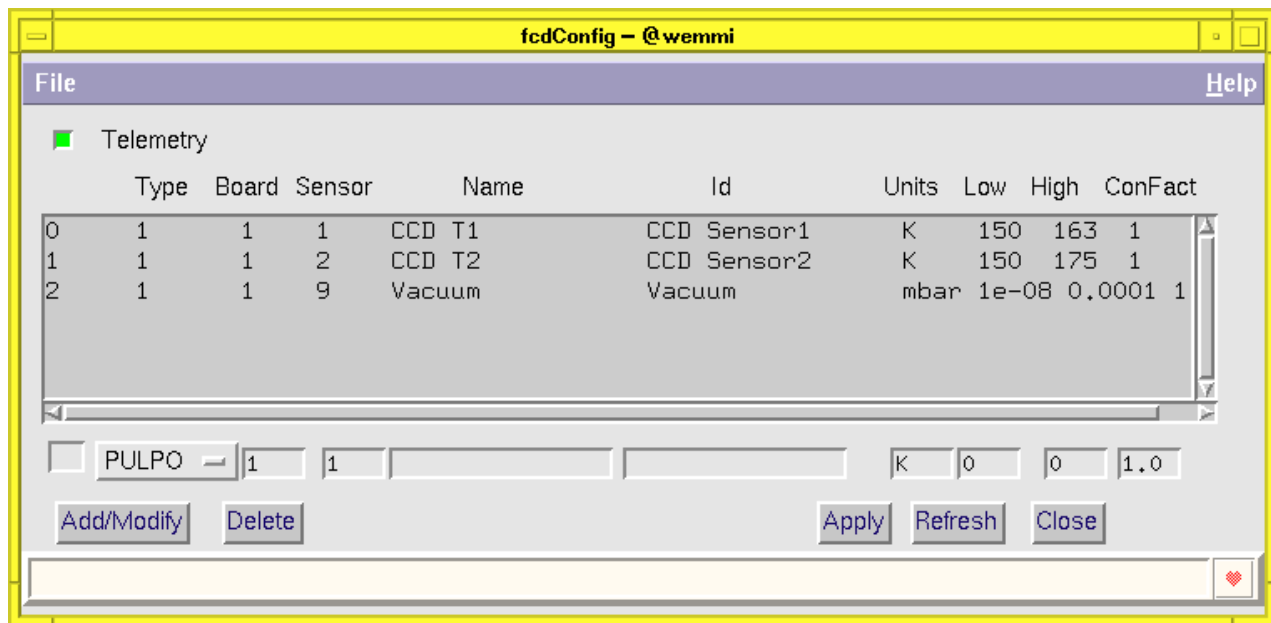 fcdConfig – @wemmi
File Help
Telemetry
Type Board Sensor Name Id Units Low High ConFact
0 1 1 1 CCD T1 CCD Sensor1 K 150 163 1
1 1 1 2 CCD T2 CCD Sensor2 K 150 175 1
2 1 1 9 Vacuum Vacuum mbar 1e-08 0.0001 1
PULPO 1 1 K 0 0 1.0
Add/Modify Delete Apply Refresh Close